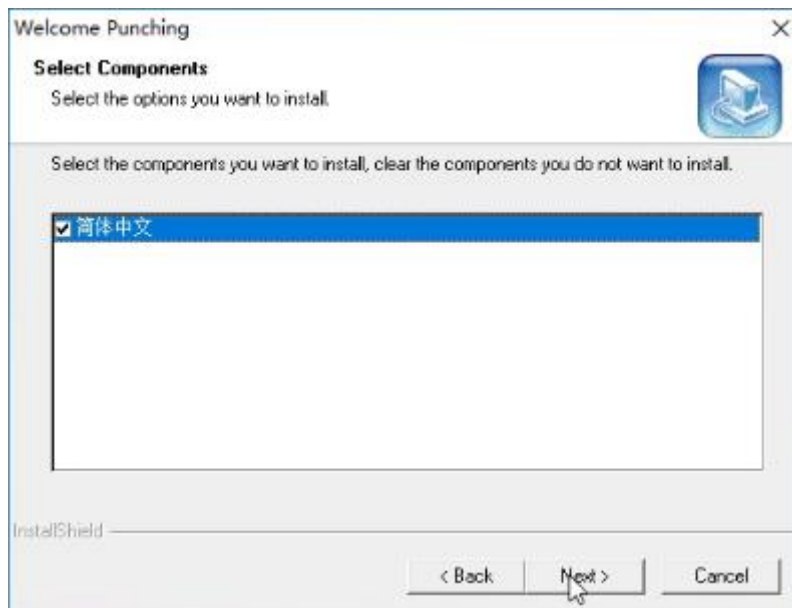 Welcome Punching
Select Components
Select the options you want to install.
Select the components you want to install, clear the components you do not want to install.
简体中文
InstallShield
< Back
Next >
Cancel